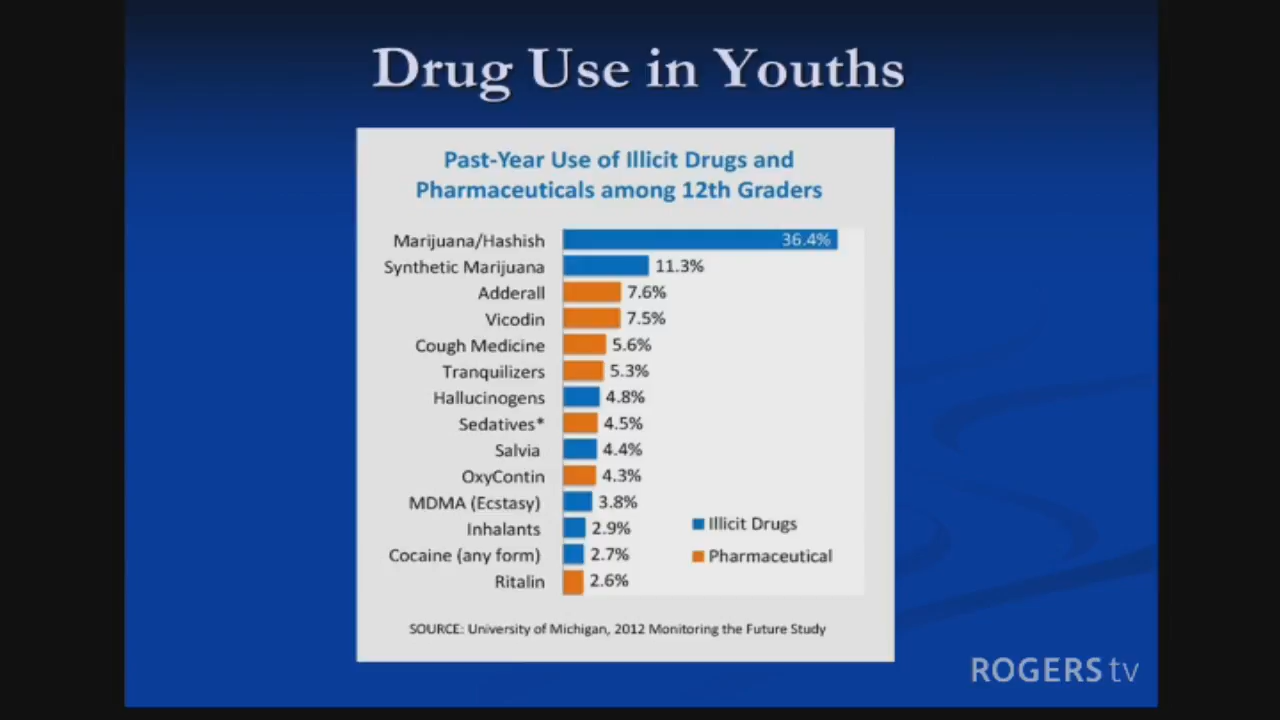 Drug Use in Youths
Past-Year Use of Illicit Drugs and
Pharmaceuticals among 12th Graders
Marijuana/Hashish 36.4%
Synthetic Marijuana 11.3%
Adderall 7.6%
Vicodin 7.5%
Cough Medicine 5.6%
Tranquilizers 5.3%
Hallucinogens 4.8%
Sedatives* 4.5%
Salvia 4.4%
OxyContin 4.3%
MDMA (Ecstasy) 3.8%
Inhalants 2.9%
Cocaine (any form) 2.7%
Ritalin 2.6%
Illicit Drugs
Pharmaceutical
SOURCE: University of Michigan, 2012 Monitoring the Future Study
ROGERS tv